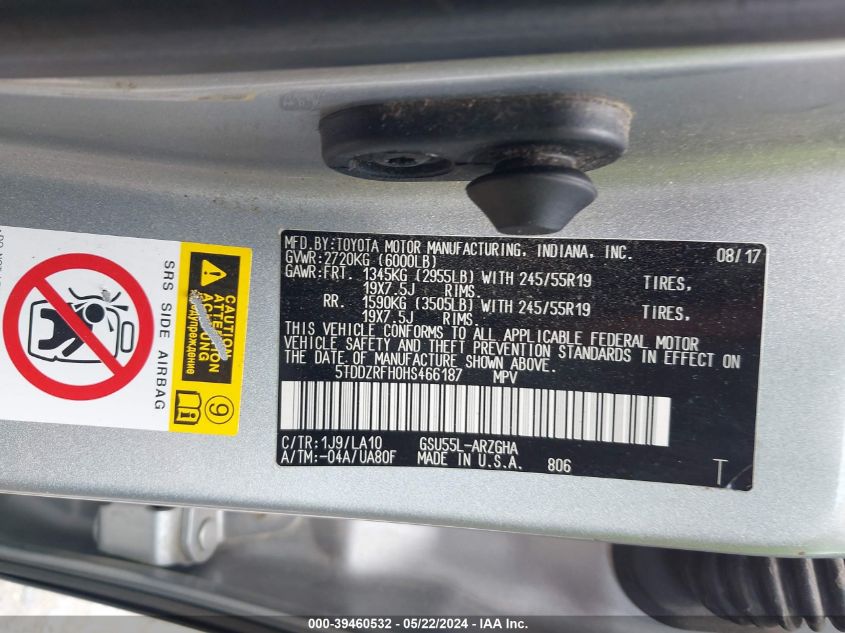 SRS SIDE AIRBAG
CAUTION
ATTENTION
ACHTUNG
9
MFD.BY:TOYOTA MOTOR MANUFACTURING, INDIANA, INC. 08/17
GVWR:2720KG (6000LB)
GAWR:FRT. 1345KG (2955LB) WITH 245/55R19 TIRES,
19X7.5J RIMS.
RR. 1590KG (3505LB) WITH 245/55R19 TIRES,
19X7.5J RIMS.
THIS VEHICLE CONFORMS TO ALL APPLICABLE FEDERAL MOTOR
VEHICLE SAFETY AND THEFT PREVENTION STANDARDS IN EFFECT ON
THE DATE OF MANUFACTURE SHOWN ABOVE.
5TDDZRFH0HS466187 MPV
C/TR:1J9/LA10 GSU55L-ARZGHA
A/TM:-04A/UA80F MADE IN U.S.A. 806 T
000-39460532 - 05/22/2024 - IAA Inc.